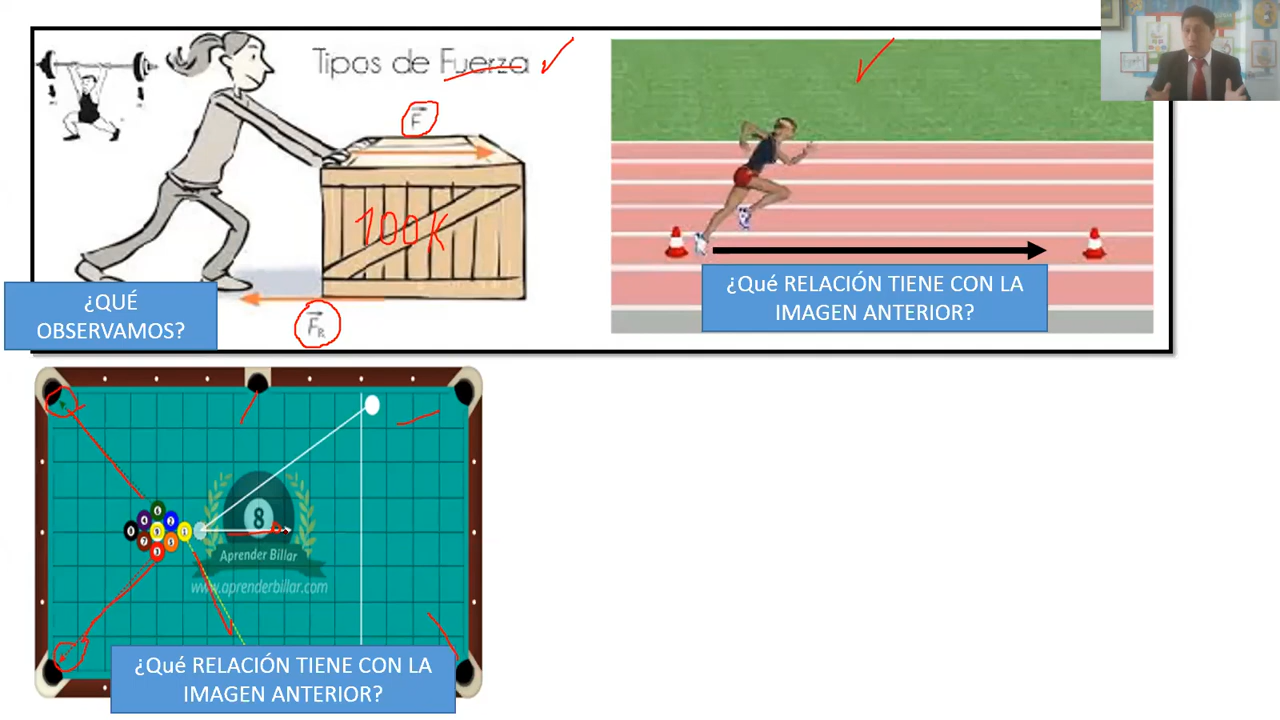 Tipos de Fuerza
F
100K
F_R
¿QUÉ
OBSERVAMOS?
¿Qué RELACIÓN TIENE CON LA
IMAGEN ANTERIOR?
8
Aprender Billar
www.aprenderbillar.com
¿Qué RELACIÓN TIENE CON LA
IMAGEN ANTERIOR?